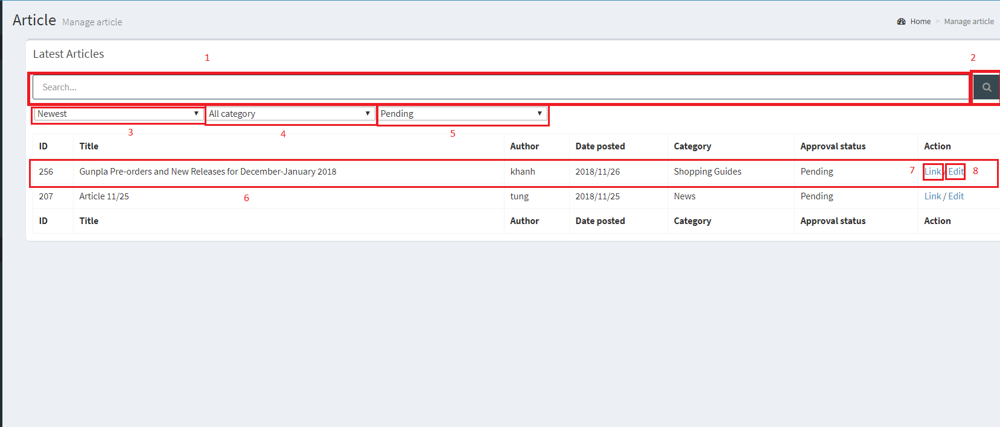 Article Manage article
Home > Manage article
Latest Articles
1
2
Search...
Newest
All category
Pending
3
4
5
ID Title Author Date posted Category Approval status Action
256 Gunpla Pre-orders and New Releases for December-January 2018 khanh 2018/11/26 Shopping Guides Pending 7 Link / Edit 8
6
207 Article 11/25 tung 2018/11/25 News Pending Link / Edit
ID Title Author Date posted Category Approval status Action